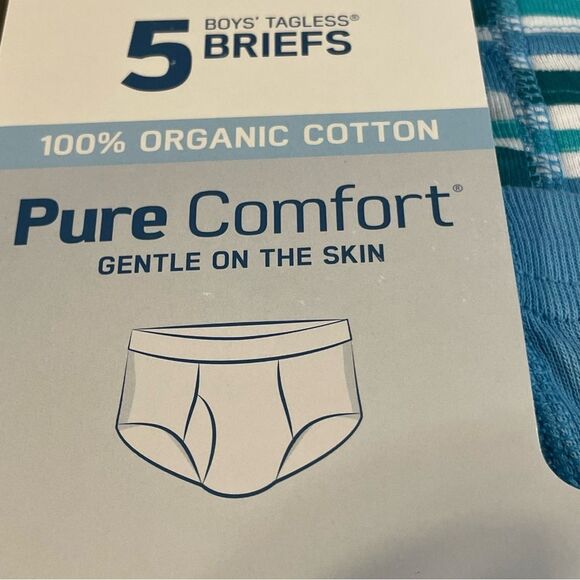 5 BOYS' TAGLESS®
BRIEFS
100% ORGANIC COTTON
Pure Comfort®
GENTLE ON THE SKIN